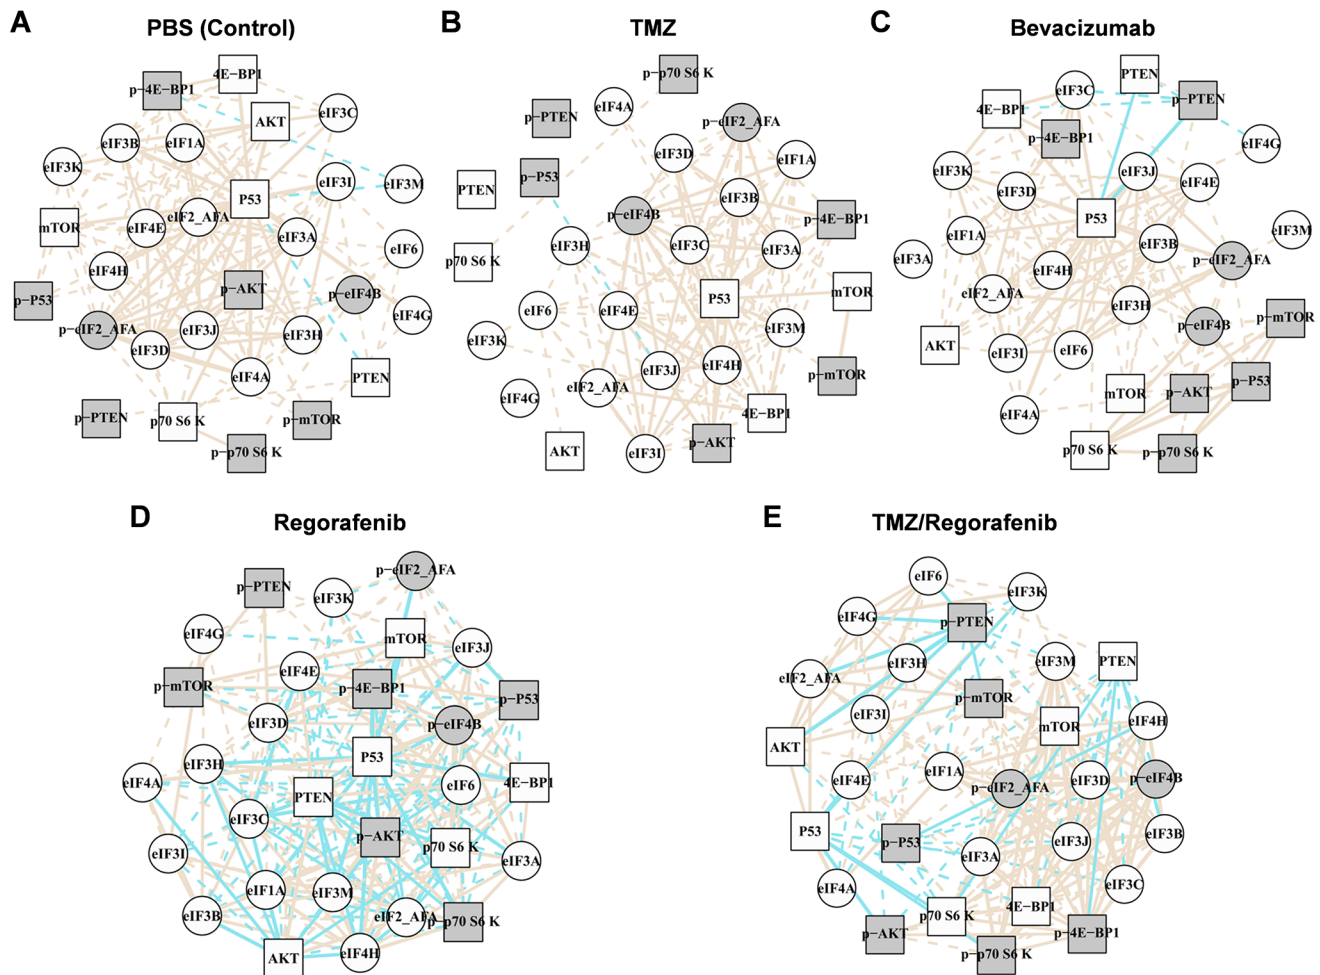 A PBS (Control)
4E−BP1
p−4E−BP1
AKT
eIF3C
eIF3B
eIF1A
eIF3K
eIF3I
eIF3M
P53
eIF2_AFA
mTOR
eIF4E
eIF3A
eIF6
eIF4H
p−AKT
p−eIF4B
p−P53
eIF4G
p−eIF2_AFA
eIF3J
eIF3H
eIF3D
eIF4A
PTEN
p−PTEN
p70 S6 K
p−mTOR
p−p70 S6 K
B TMZ
p−p70 S6 K
eIF4A
p−PTEN
p−eIF2_AFA
eIF3D
eIF1A
p−P53
PTEN
eIF3B
p−eIF4B
p−4E−BP1
eIF3H
eIF3C
eIF3A
p70 S6 K
P53
mTOR
eIF6
eIF4E
eIF3M
eIF3K
eIF3J
eIF4H
p−mTOR
eIF2_AFA
eIF4G
4E−BP1
AKT
eIF3I
p−AKT
C Bevacizumab
PTEN
eIF3C
p−PTEN
4E−BP1
p−4E−BP1
eIF4G
eIF3K
eIF3J
eIF4E
eIF3D
P53
eIF3M
eIF1A
eIF3B
eIF3A
p−eIF2_AFA
eIF4H
eIF2_AFA
eIF3H
p−mTOR
p−eIF4B
AKT
eIF3I
eIF6
p−P53
mTOR
p−AKT
eIF4A
p70 S6 K
p−p70 S6 K
D Regorafenib
p−eIF2_AFA
p−PTEN
eIF3K
eIF4G
mTOR
eIF3J
eIF4E
p−mTOR
p−4E−BP1
p−P53
eIF3D
p−eIF4B
P53
eIF3H
eIF4A
eIF6
4E−BP1
PTEN
eIF3C
p−AKT
p70 S6 K
eIF3I
eIF3A
eIF1A
eIF3M
eIF3B
eIF2_AFA
p−p70 S6 K
AKT
eIF4H
E TMZ/Regorafenib
eIF6
eIF3K
eIF4G
p−PTEN
eIF3H
eIF3M
PTEN
eIF2_AFA
p−mTOR
eIF3I
mTOR
eIF4H
AKT
eIF4E
eIF1A
p−eIF2_AFA
eIF3D
p−eIF4B
P53
p−P53
eIF3J
eIF3B
eIF3A
eIF4A
eIF3C
p70 S6 K
4E−BP1
p−AKT
p−4E−BP1
p−p70 S6 K